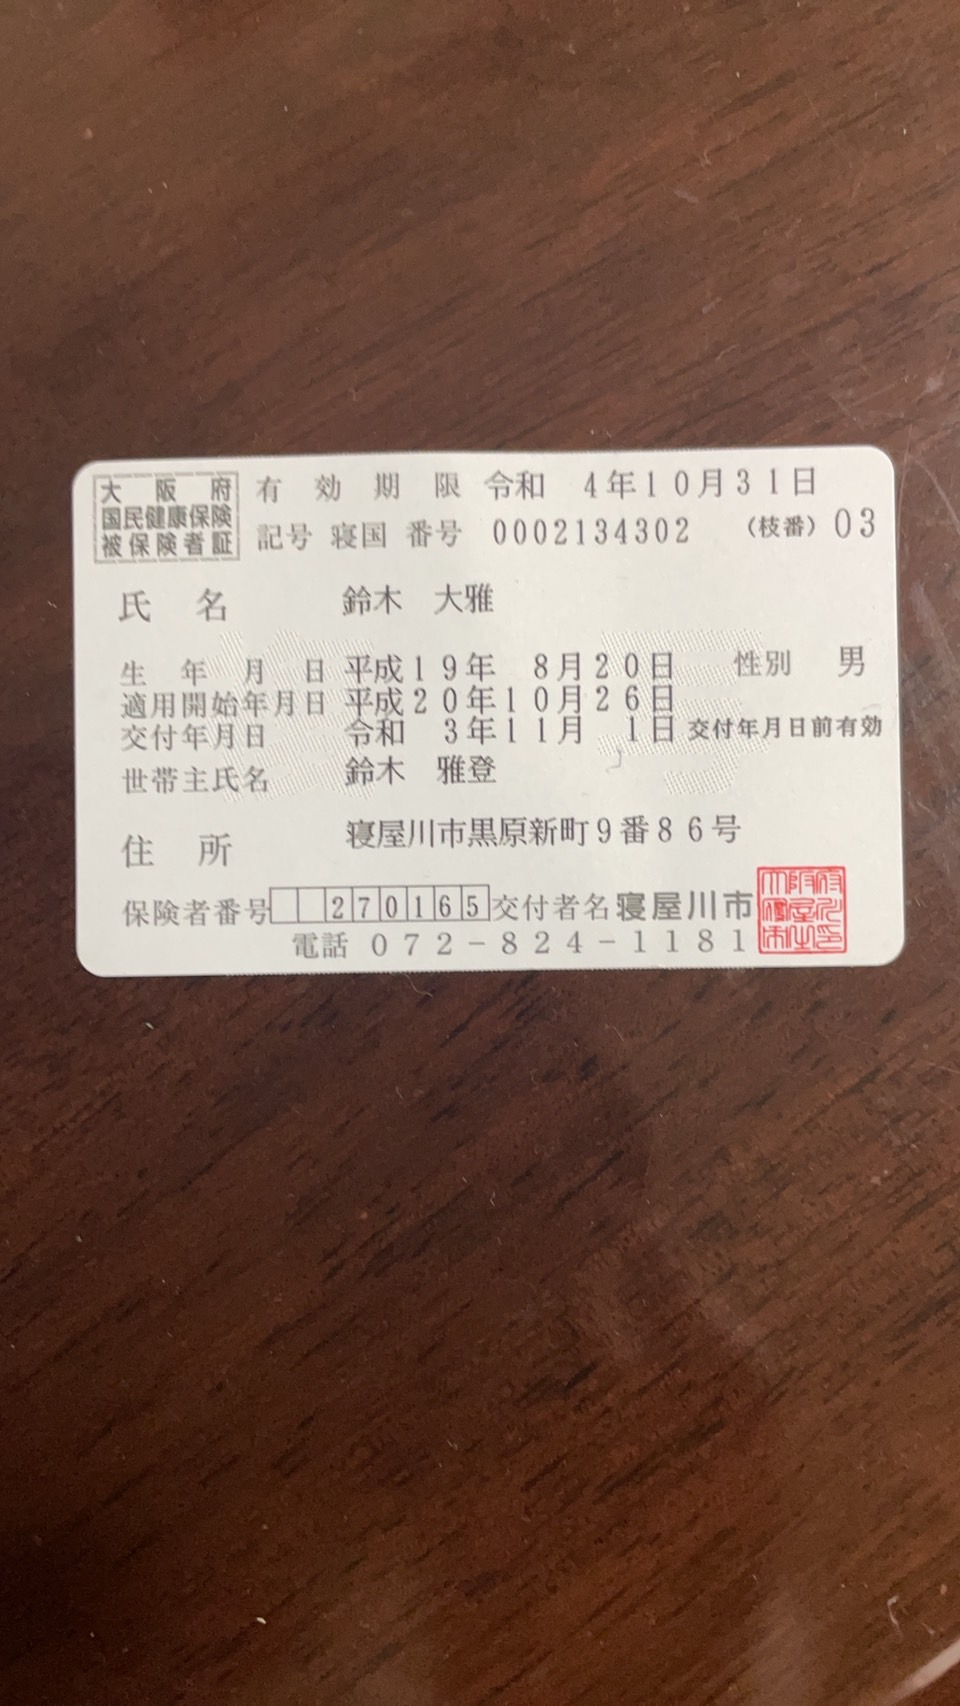 大阪府
国民健康保険
被保険者証
有効期限 令和 4年10月31日
記号 寝国 番号 0002134302 (枝番) 03
氏名 鈴木 大雅
生年月日 平成19年 8月20日 性別 男
適用開始年月日 平成20年10月26日
交付年月日 令和 3年11月 1日 交付年月日前有効
世帯主氏名 鈴木 雅登
住所 寝屋川市黒原新町9番86号
保険者番号 270165 交付者名 寝屋川市
電話 072-824-1181